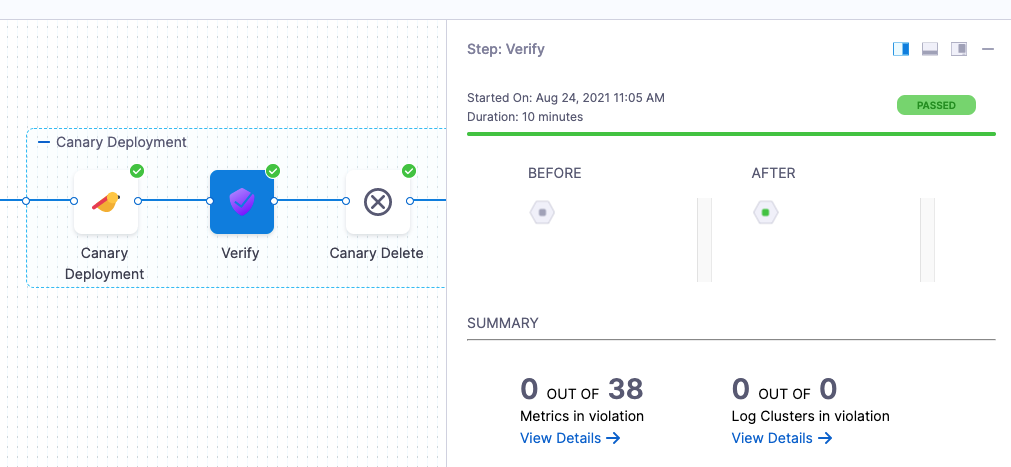 Step: Verify
Started On: Aug 24, 2021 11:05 AM
PASSED
Duration: 10 minutes
Canary Deployment
Canary
Deployment
Verify
Canary Delete
BEFORE
AFTER
SUMMARY
0 OUT OF 38
Metrics in violation
View Details →
0 OUT OF 0
Log Clusters in violation
View Details →